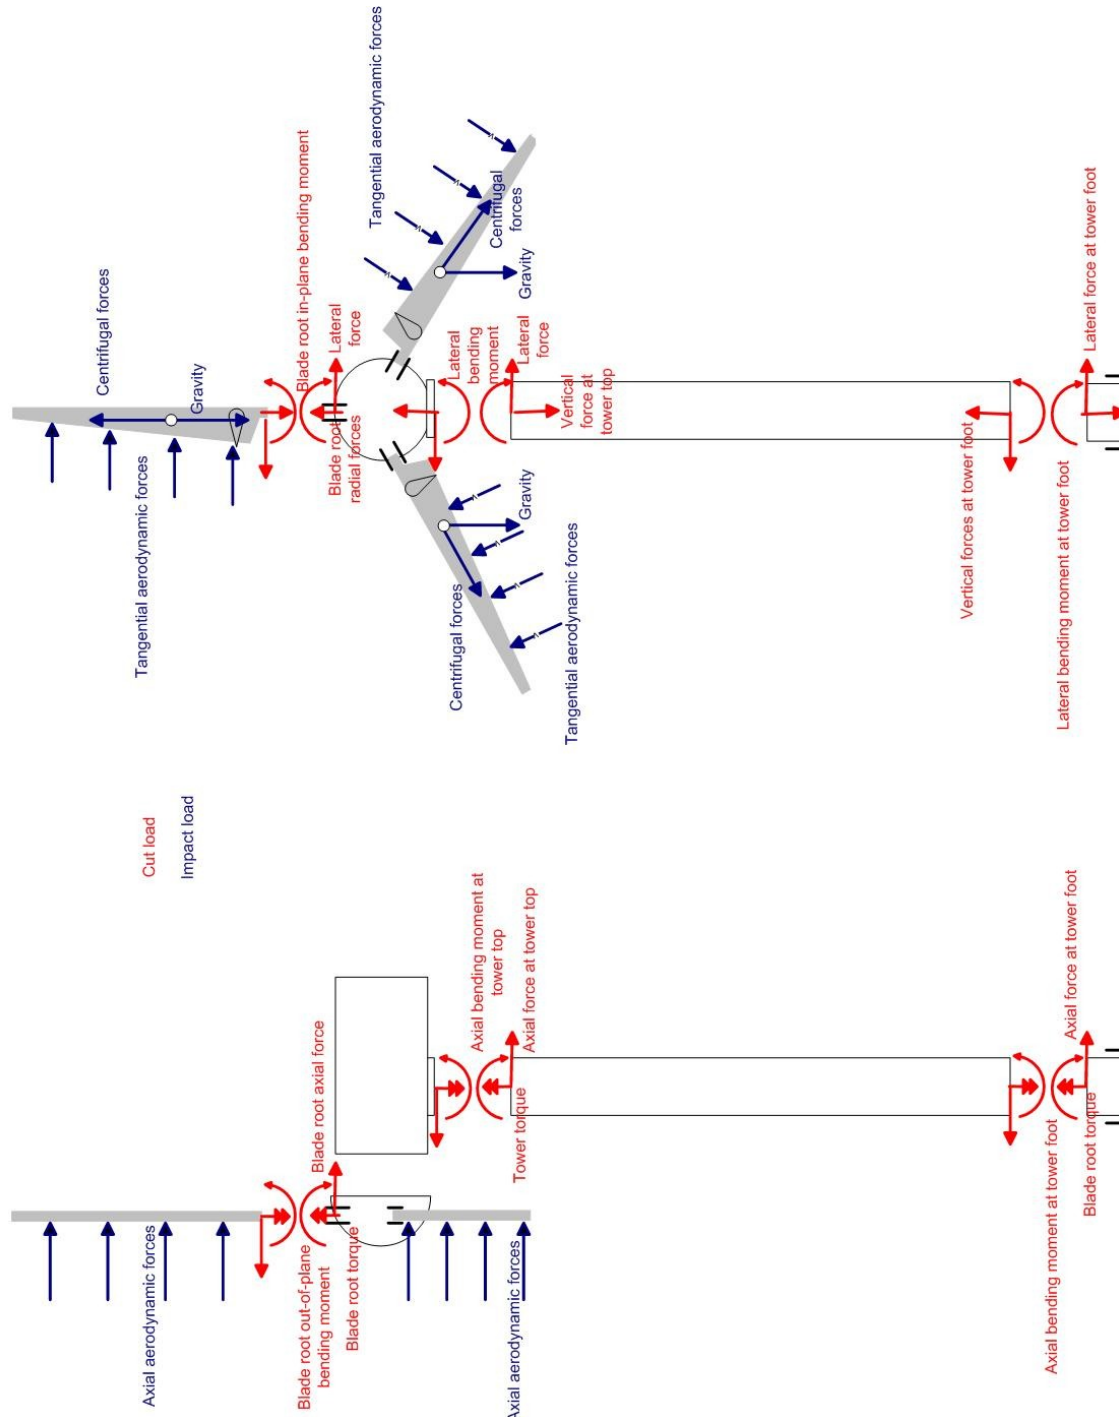 Tangential aerodynamic forces
Centrifugal forces
Gravity
Blade root in-plane bending moment
Lateral
force
Tangential aerodynamic forces
Centrifugal
forces
Gravity
Blade root
radial forces
Lateral
bending
moment
Lateral
force
Vertical
force at
tower top
Centrifugal forces
Gravity
Tangential aerodynamic forces
Vertical forces at tower foot
Lateral bending moment at tower foot
Lateral force at tower foot
Cut load
Impact load
Axial aerodynamic forces
Blade root out-of-plane
bending moment
Blade root axial force
Blade root torque
Axial aerodynamic forces
Axial bending moment at
tower top
Axial force at tower top
Tower torque
Axial bending moment at tower foot
Axial force at tower foot
Blade root torque